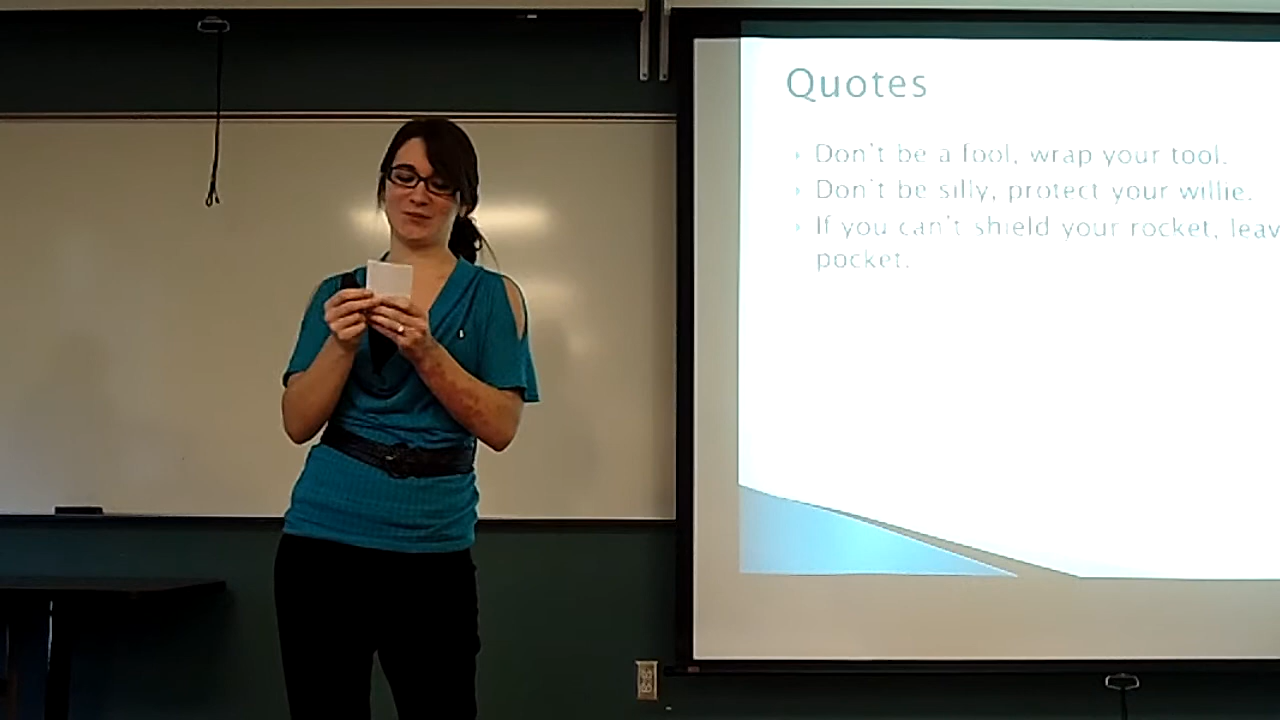 Quotes
Don't be a fool, wrap your tool.
Don't be silly, protect your willie.
If you can't shield your rocket, leav
pocket.